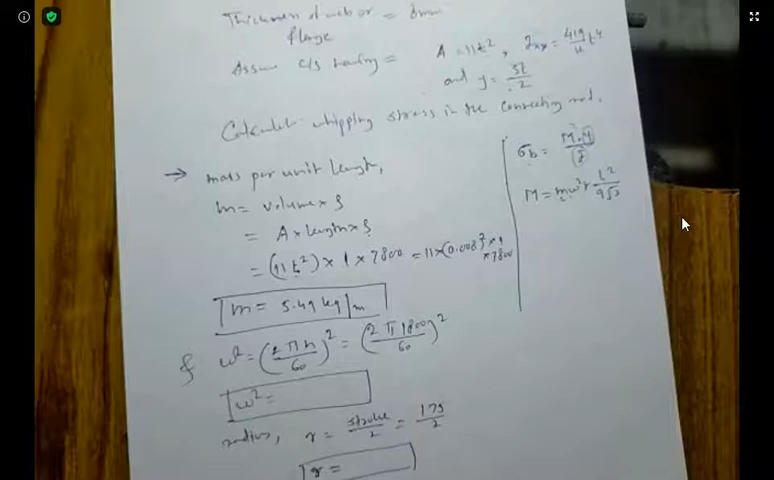 Thickness of web or = 8mm
flange
Assume c/s having = A = 11t², Ixx = 419/12 t⁴
and y = 5t/2
Calculate whipping stress in the connecting rod.
→ mass per unit length,
m = volume × ρ
= A × length × ρ
= (11t²) × 1 × 7800 = 11 × (0.008)² × 1
× 7800
m = 5.49 kg/m
& ω² = (2πn/60)² = (2π1800/60)²
ω² =
radius, r = stroke/2 = 175/2
r =
σb = M.y/I
M = mω²r L²/9√3